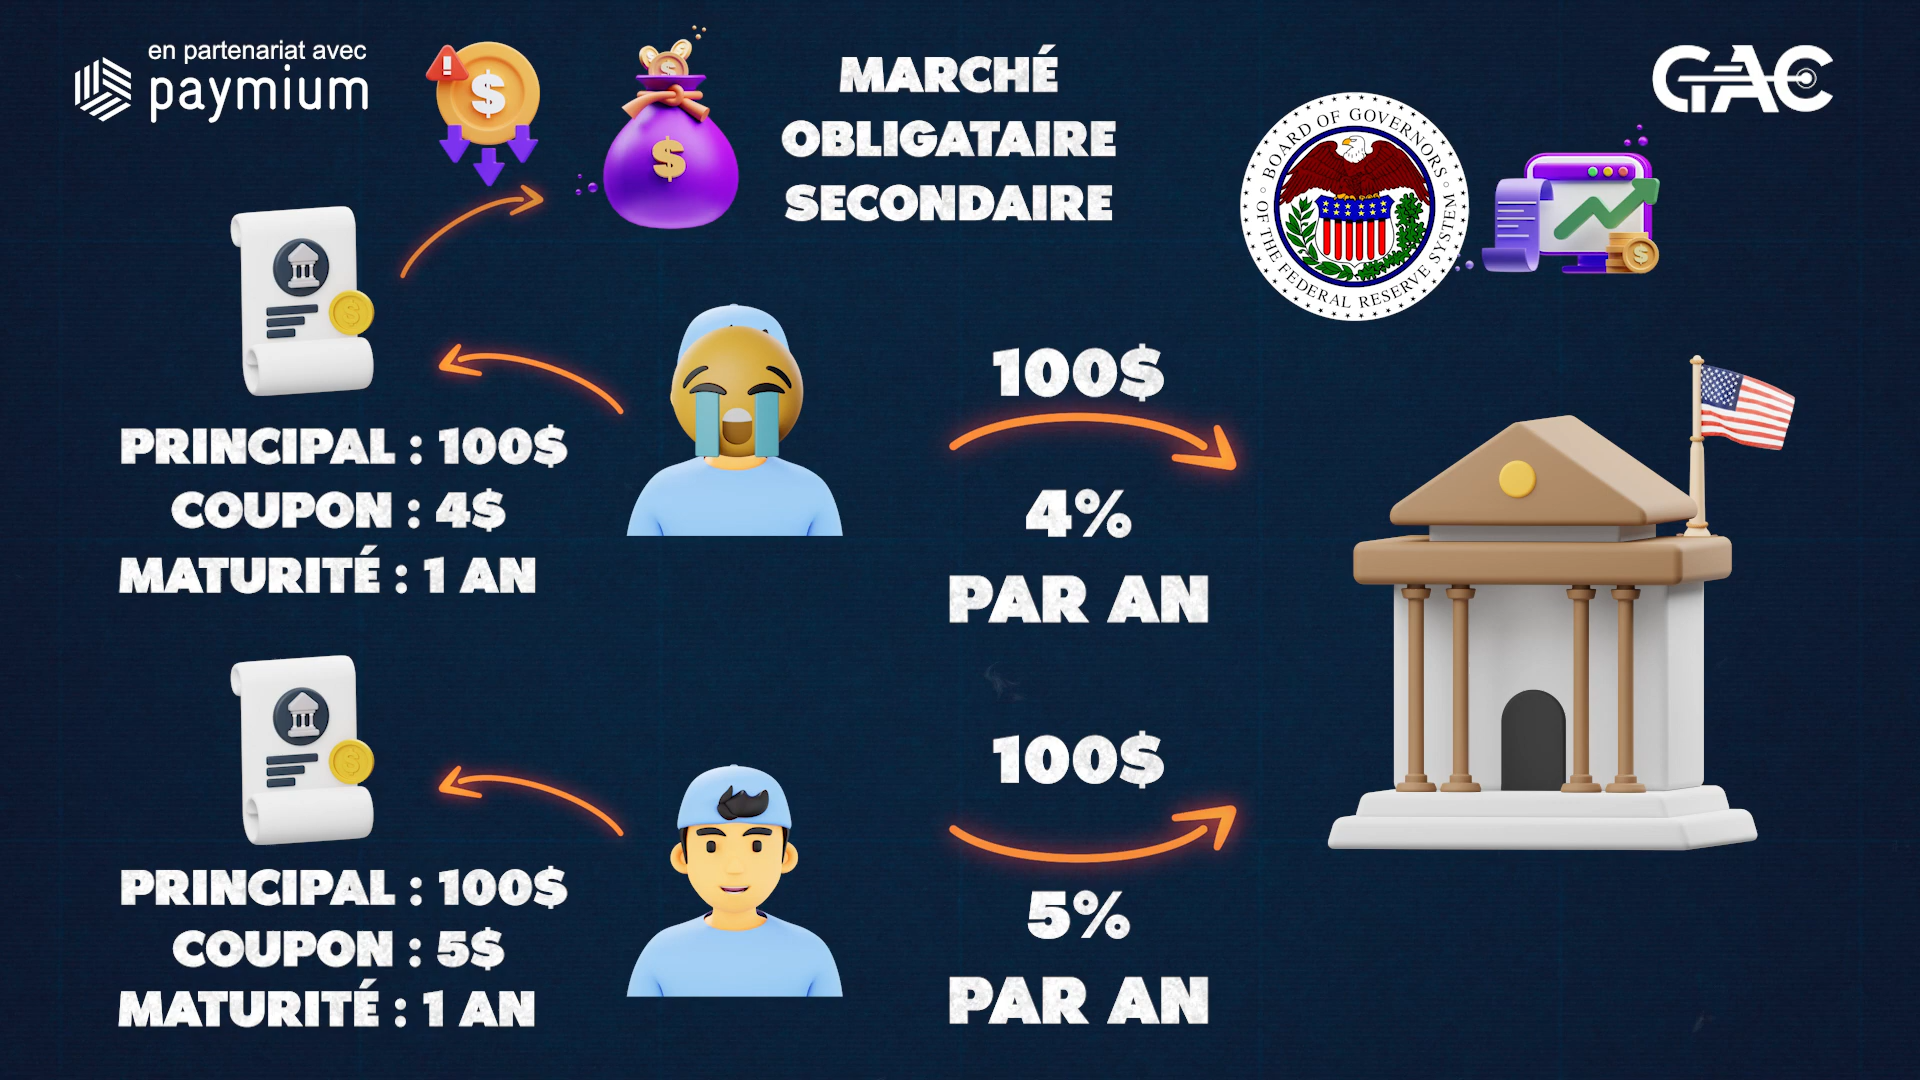 en partenariat avec
paymium
MARCHÉ
OBLIGATAIRE
SECONDAIRE
BOARD OF GOVERNORS
OF THE FEDERAL RESERVE SYSTEM
GAC
PRINCIPAL : 100$
COUPON : 4$
MATURITÉ : 1 AN
100$
4%
PAR AN
PRINCIPAL : 100$
COUPON : 5$
MATURITÉ : 1 AN
100$
5%
PAR AN